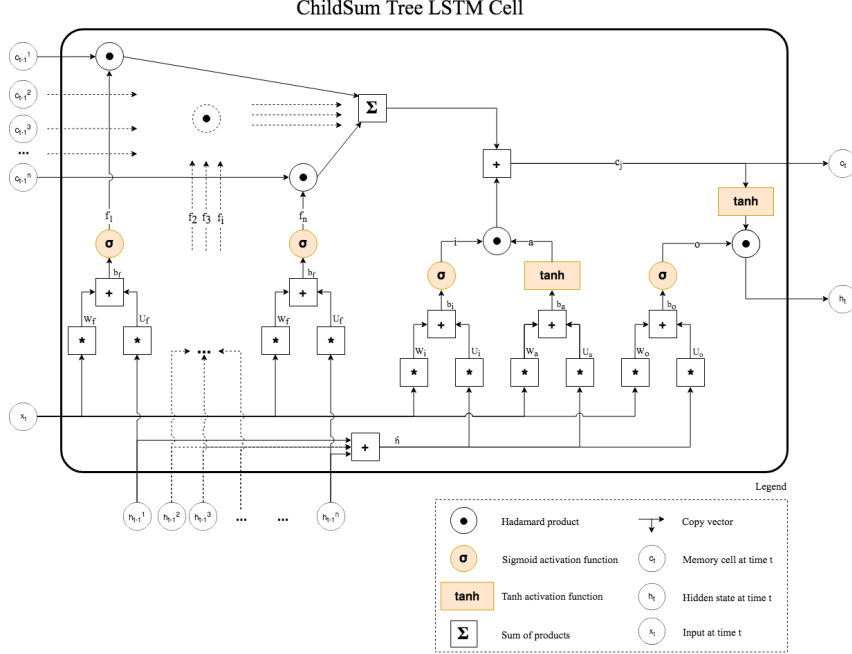 ChildSum Tree LSTM Cell
c_{t-1}^1
c_{t-1}^2
c_{t-1}^3
...
c_{t-1}^n
Σ
+
c_j
c_t
tanh
f_1
f_2 f_3 f_i
f_n
σ
σ
i
a
σ
tanh
σ
o
h_t
b_f
b_f
b_i
b_a
b_o
+
+
+
+
+
W_f U_f
W_f U_f
W_i U_i
W_a U_a
W_o U_o
* *
...
* *
* *
* *
* *
x_t
+
ĥ
h_{t-1}^1
h_{t-1}^2
h_{t-1}^3
...
...
h_{t-1}^n
Legend
Hadamard product
Copy vector
σ Sigmoid activation function
c_t Memory cell at time t
tanh Tanh activation function
h_t Hidden state at time t
Σ Sum of products
x_t Input at time t